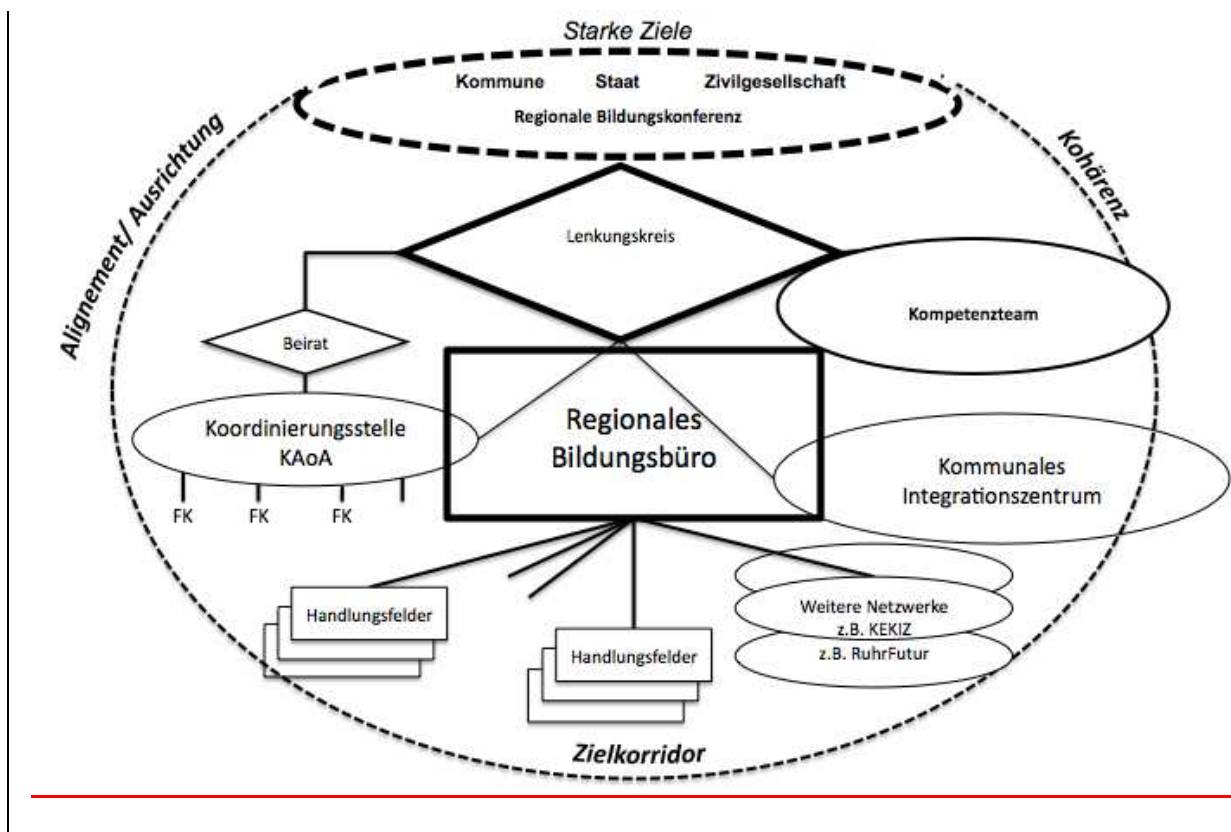 Starke Ziele
Kommune Staat Zivilgesellschaft
Regionale Bildungskonferenz
Alignement/ Ausrichtung
Kohärenz
Lenkungskreis
Kompetenzteam
Beirat
Koordinierungsstelle
KAoA
FK FK FK
Regionales
Bildungsbüro
Kommunales
Integrationszentrum
Handlungsfelder
Handlungsfelder
Weitere Netzwerke
z.B. KEKIZ
z.B. RuhrFutur
Zielkorridor